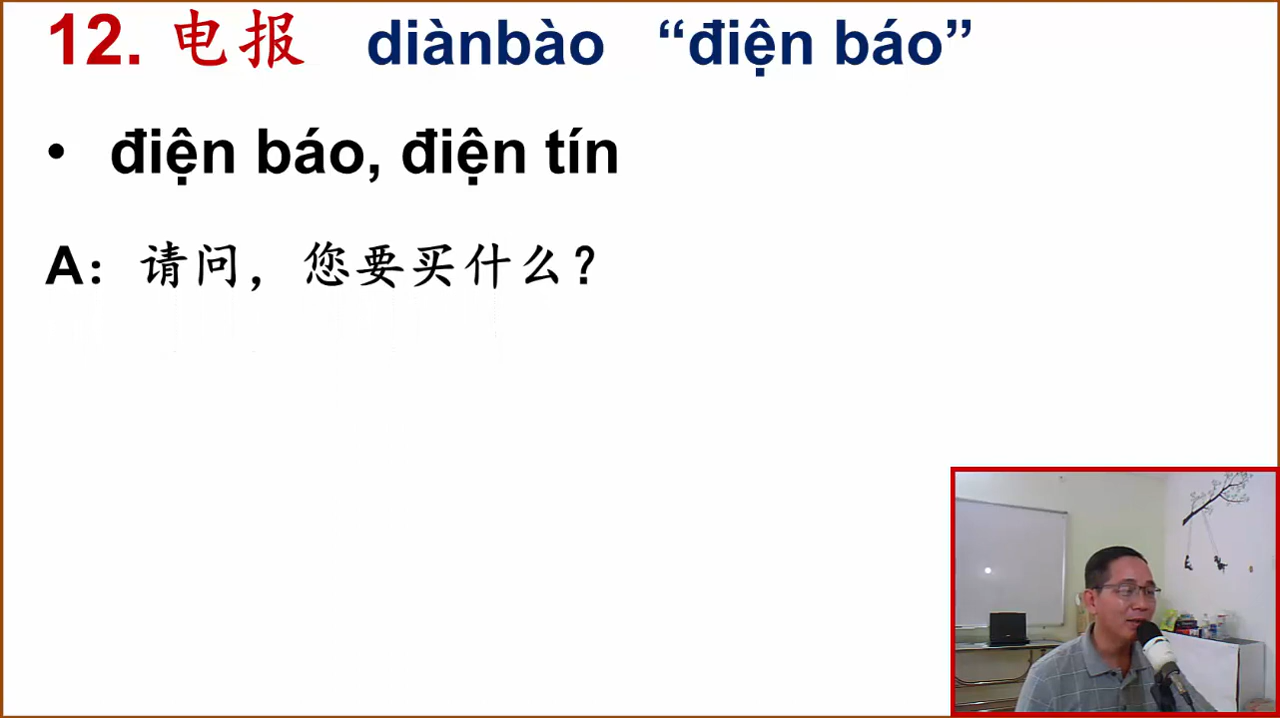 12. 电报 diànbào “điện báo”
• điện báo, điện tín
A：请问，您要买什么？